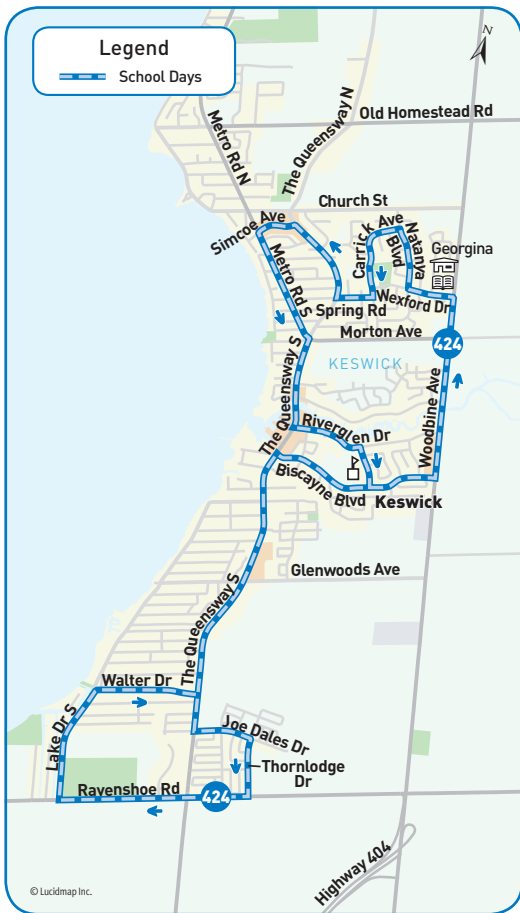 Legend
School Days
N
Old Homestead Rd
Metro Rd N
The Queensway N
Church St
Simcoe Ave
Carrick Ave
Natanya
Blvd
Georgina
Metro Rd S
Spring Rd
Wexford Dr
Morton Ave
424
KESWICK
The Queensway S
Riverglen Dr
Woodbine Ave
Biscayne Blvd
Keswick
Glenwoods Ave
The Queensway S
Walter Dr
Lake Dr S
Joe Dales Dr
Thornlodge
Dr
Ravenshoe Rd
424
Highway 404
© Lucidmap Inc.